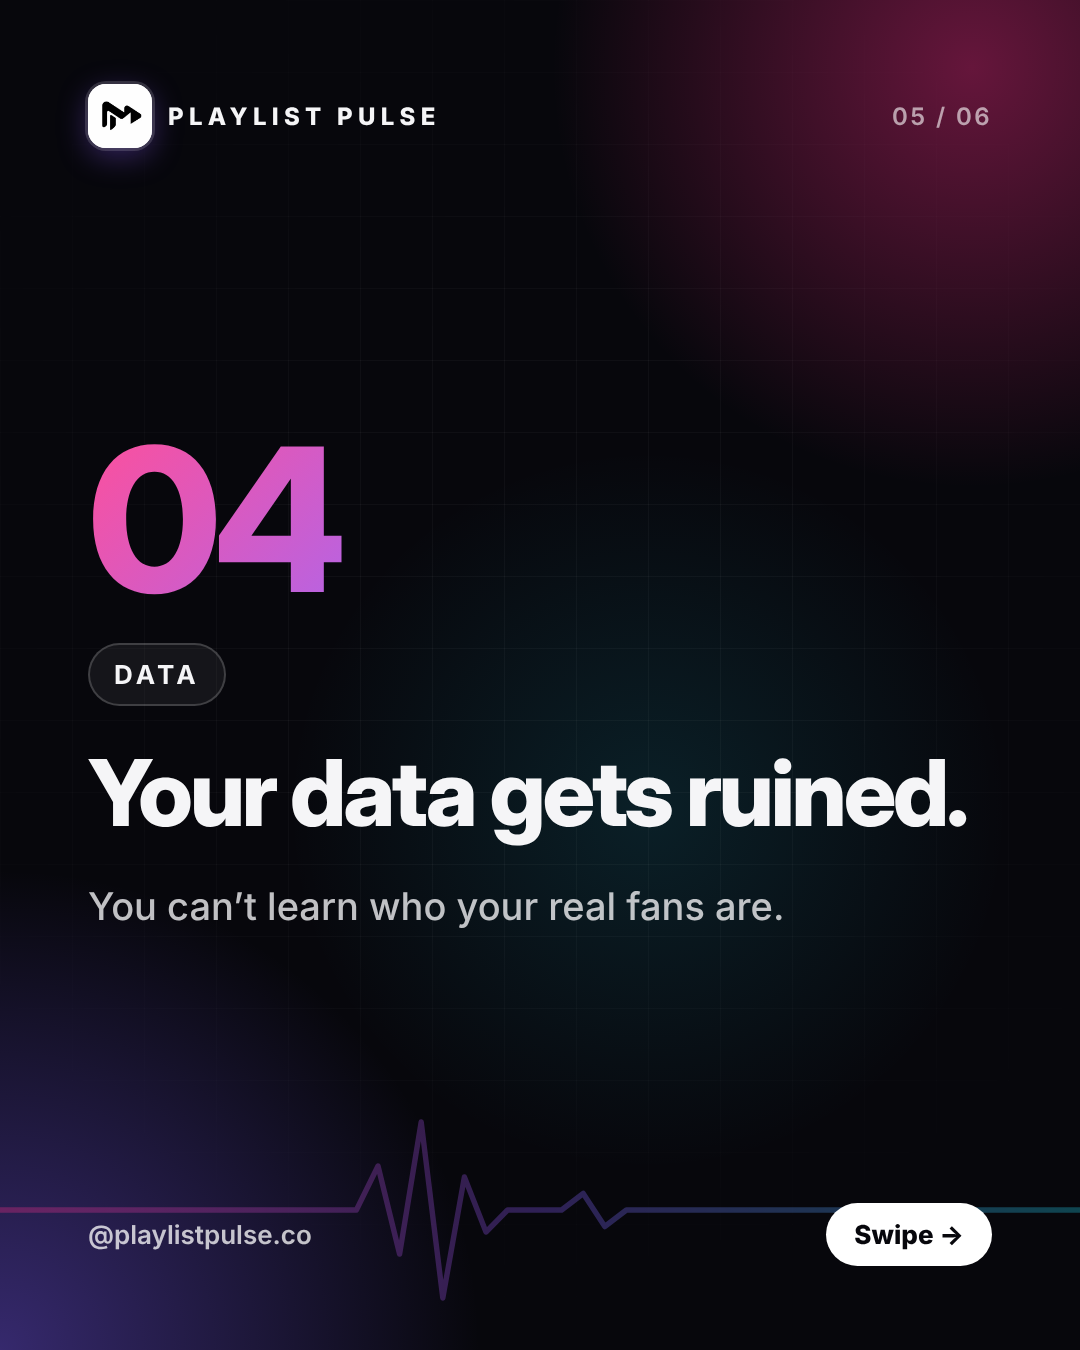 PLAYLIST PULSE
05 / 06
04
DATA
Your data gets ruined.
You can’t learn who your real fans are.
@playlistpulse.co
Swipe →